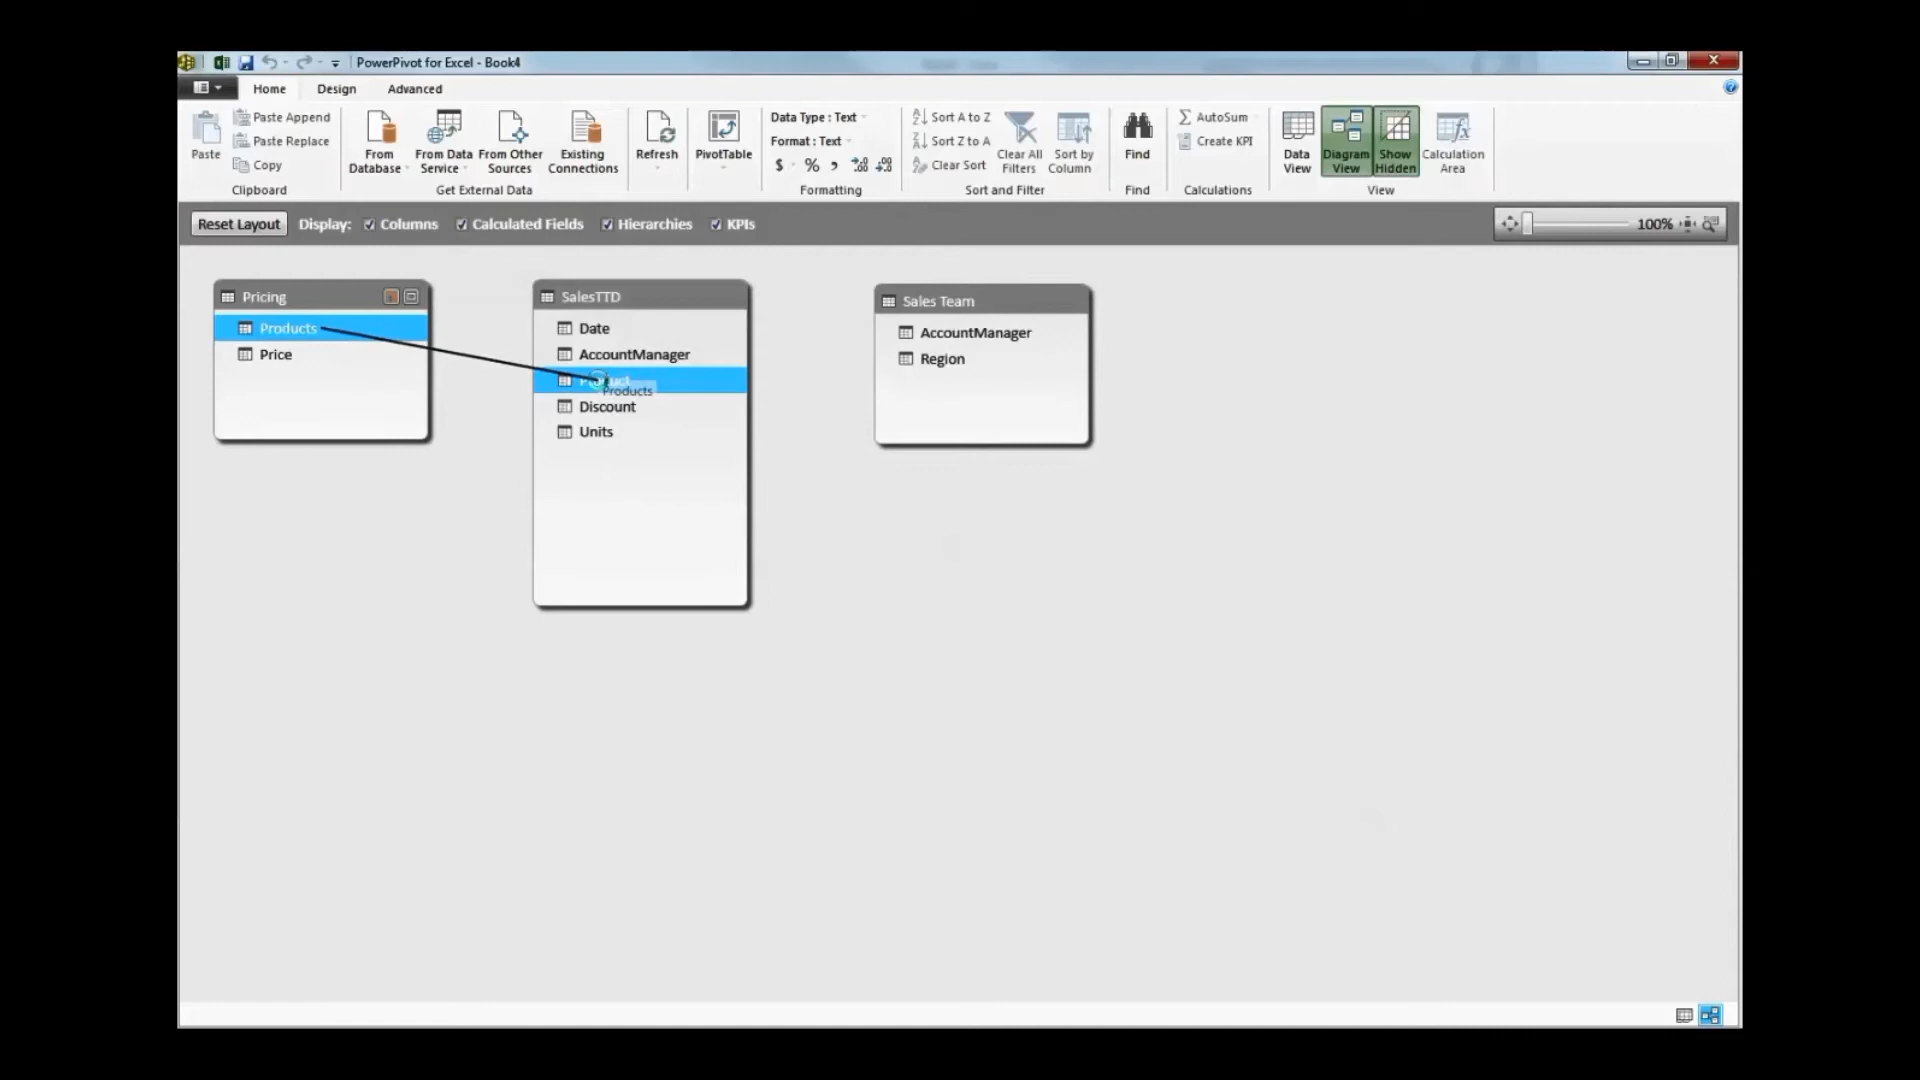 PowerPivot for Excel - Book4
Home Design Advanced
Paste
Paste Append
Paste Replace
Copy
Clipboard
From Database
From Data Service
From Other Sources
Existing Connections
Get External Data
Refresh
PivotTable
Data Type : Text
Format : Text
$ % ,
Formatting
Sort A to Z
Sort Z to A
Clear Sort
Clear All Filters
Sort by Column
Sort and Filter
Find
Find
AutoSum
Create KPI
Calculations
Data View
Diagram View
Show Hidden
Calculation Area
View
Reset Layout Display: Columns Calculated Fields Hierarchies KPIs 100%
Pricing
Products
Price
SalesTTD
Date
AccountManager
Product
Products
Discount
Units
Sales Team
AccountManager
Region